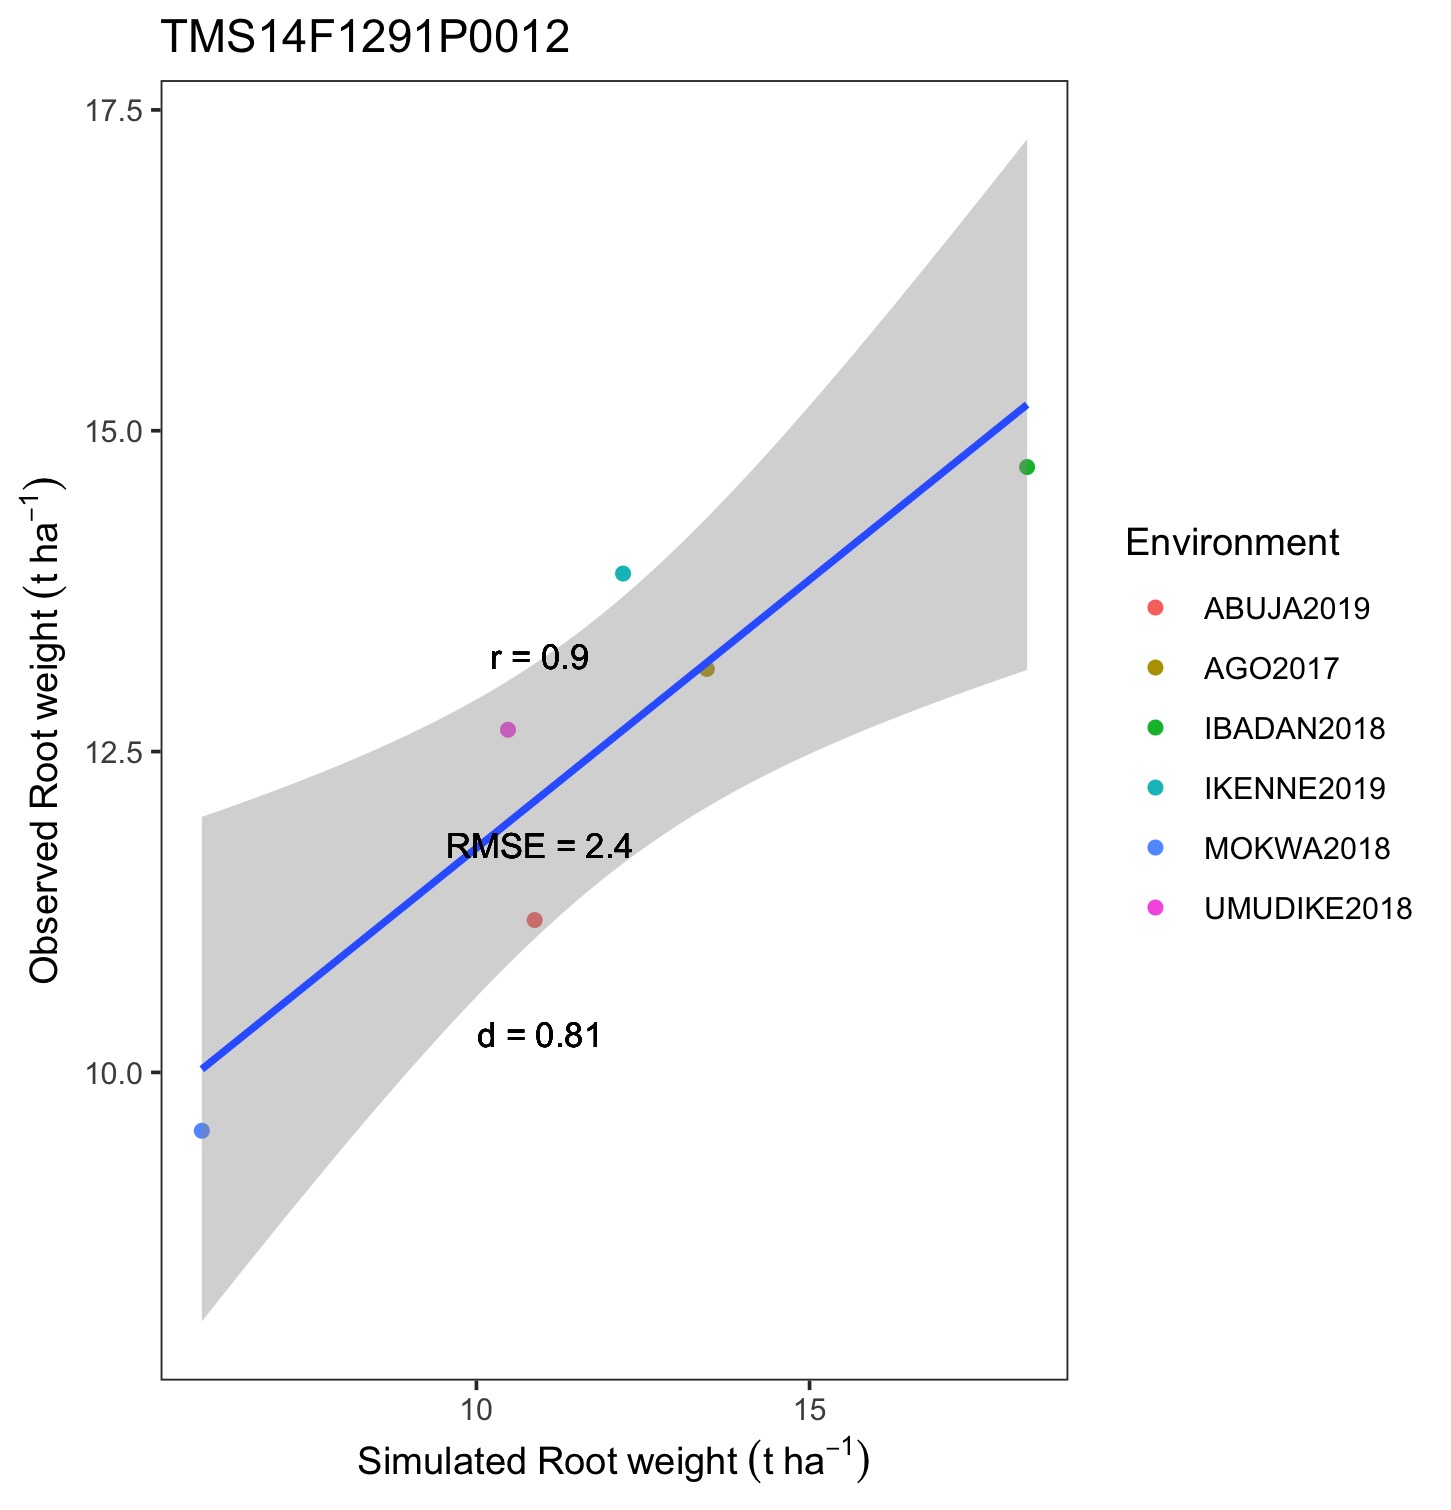 TMS14F1291P0012
17.5
15.0
12.5
10.0
Observed Root weight (t ha⁻¹)
r = 0.9
RMSE = 2.4
d = 0.81
10
15
Simulated Root weight (t ha⁻¹)
Environment
ABUJA2019
AGO2017
IBADAN2018
IKENNE2019
MOKWA2018
UMUDIKE2018